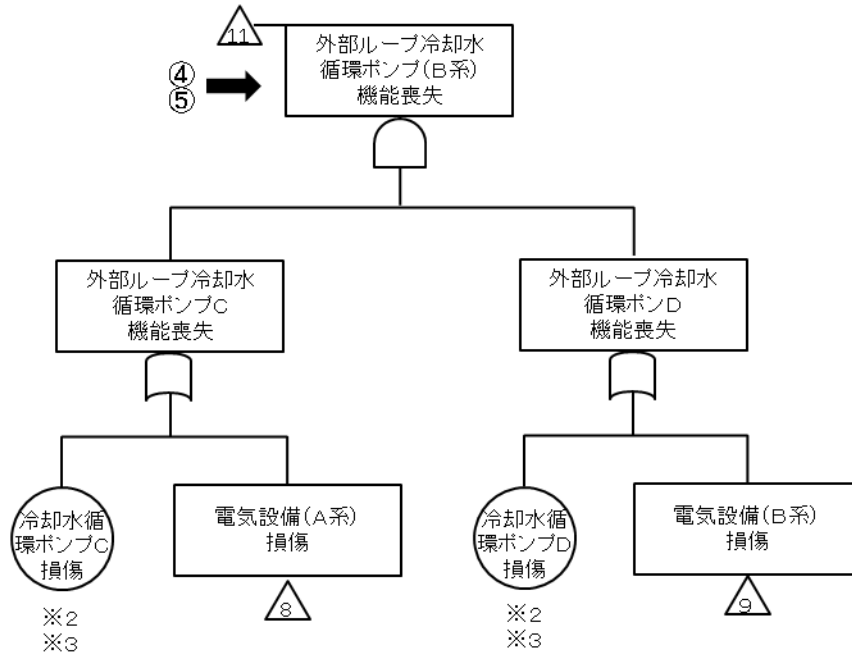 11
外部ループ冷却水
循環ポンプ(B系)
機能喪失
④
⑤
外部ループ冷却水
循環ポンプC
機能喪失
外部ループ冷却水
循環ポンD
機能喪失
冷却水循
環ポンプC
損傷
電気設備(A系)
損傷
冷却水循
環ポンプD
損傷
電気設備(B系)
損傷
※2
※3
8
※2
※3
9